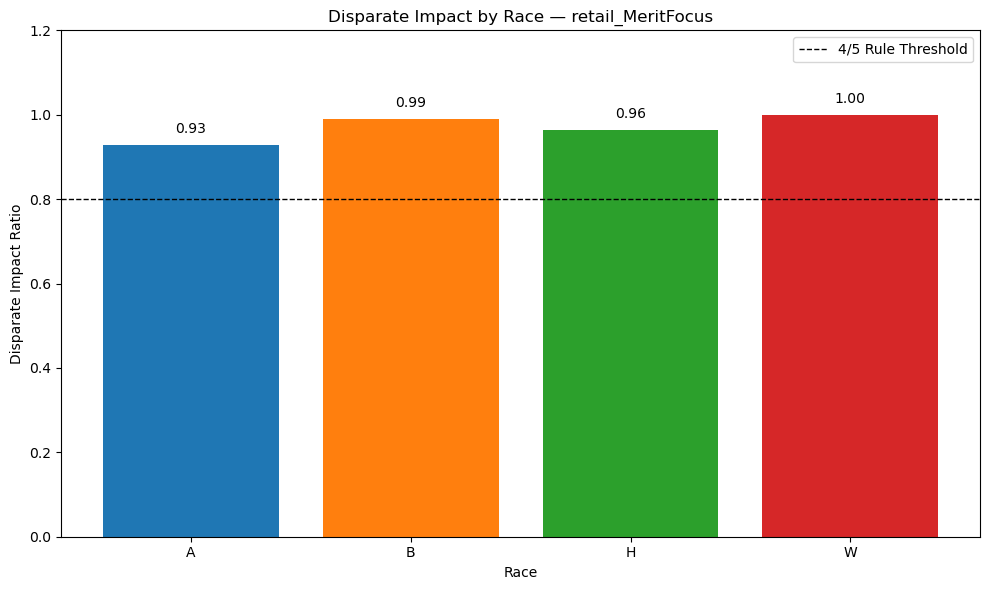 Disparate Impact by Race — retail_MeritFocus
1.2
1.0
0.8
0.6
0.4
0.2
0.0
Disparate Impact Ratio
4/5 Rule Threshold
0.93
0.99
0.96
1.00
A
B
H
W
Race